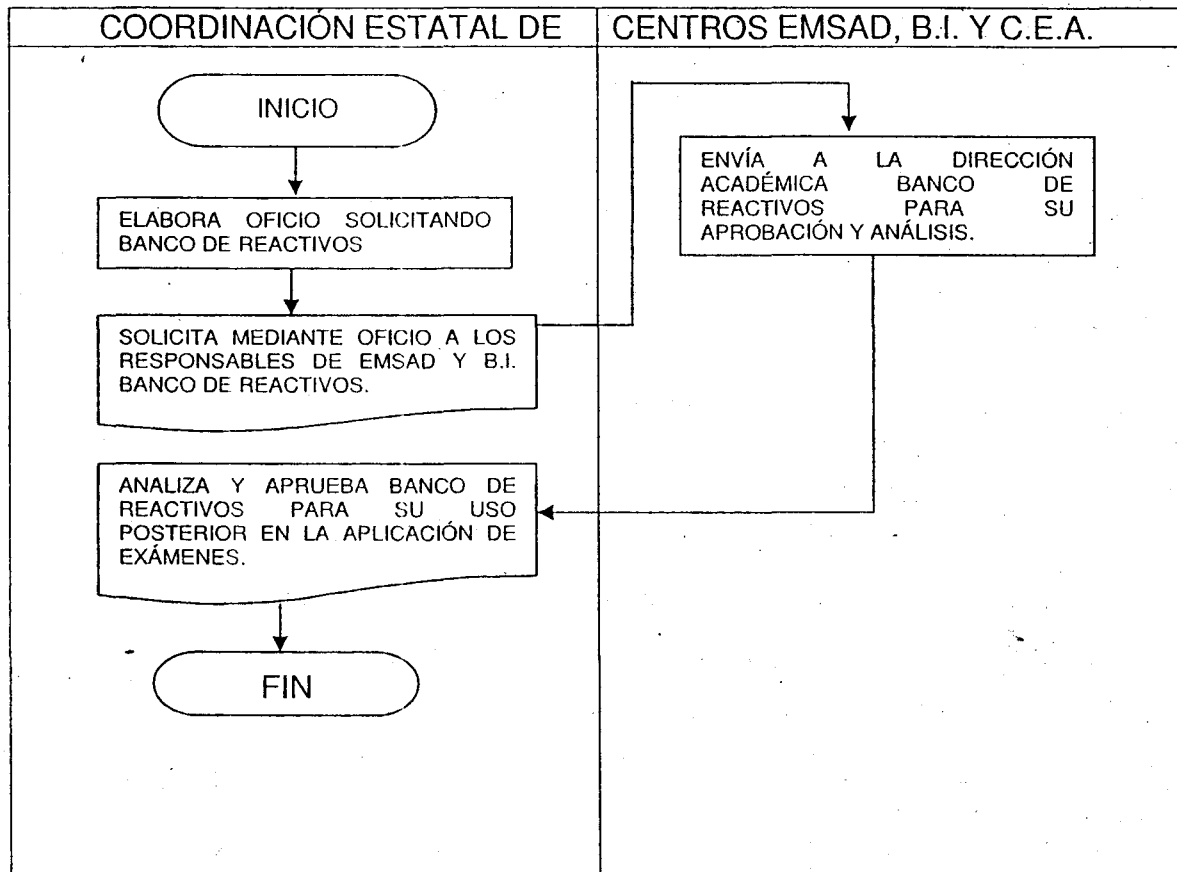 COORDINACIÓN ESTATAL DE
CENTROS EMSAD, B.I. Y C.E.A.
INICIO
ELABORA OFICIO SOLICITANDO
BANCO DE REACTIVOS
SOLICITA MEDIANTE OFICIO A LOS
RESPONSABLES DE EMSAD Y B.I.
BANCO DE REACTIVOS.
ENVÍA A LA DIRECCIÓN
ACADÉMICA BANCO DE
REACTIVOS PARA SU
APROBACIÓN Y ANÁLISIS.
ANALIZA Y APRUEBA BANCO DE
REACTIVOS PARA SU USO
POSTERIOR EN LA APLICACIÓN DE
EXÁMENES.
FIN